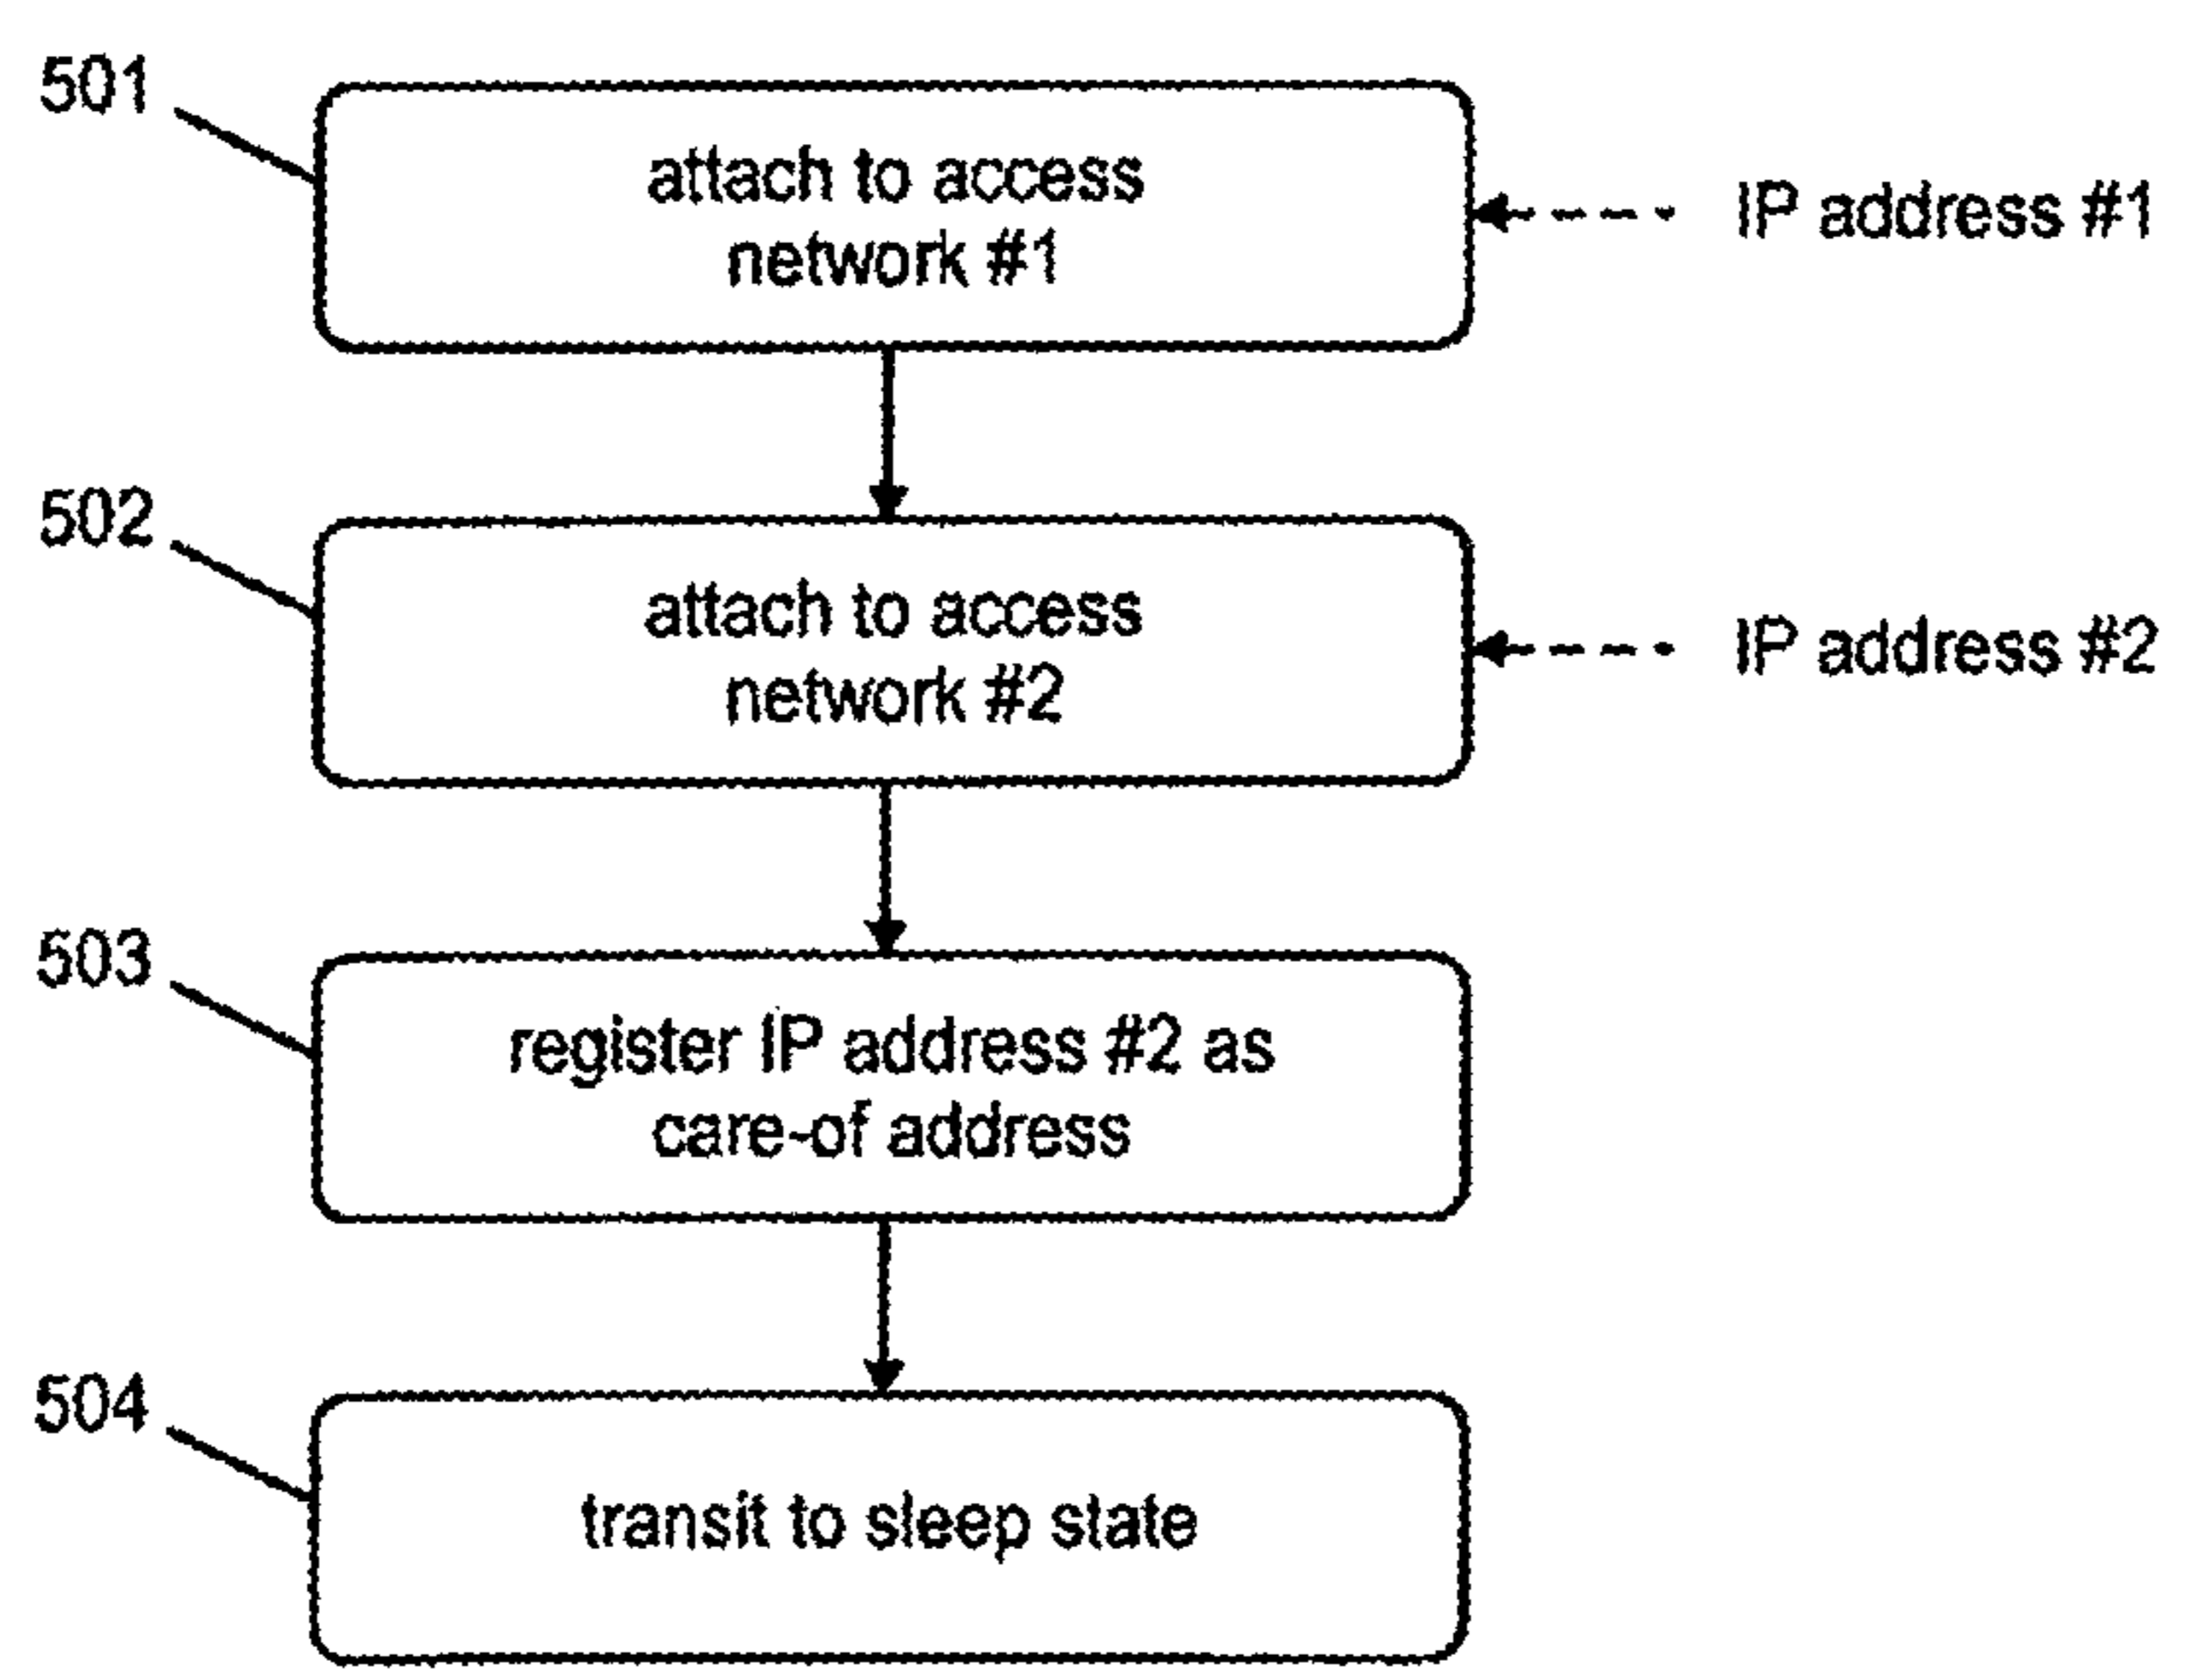 501
attach to access
network #1
IP address #1
502
attach to access
network #2
IP address #2
503
register IP address #2 as
care-of address
504
transit to sleep state